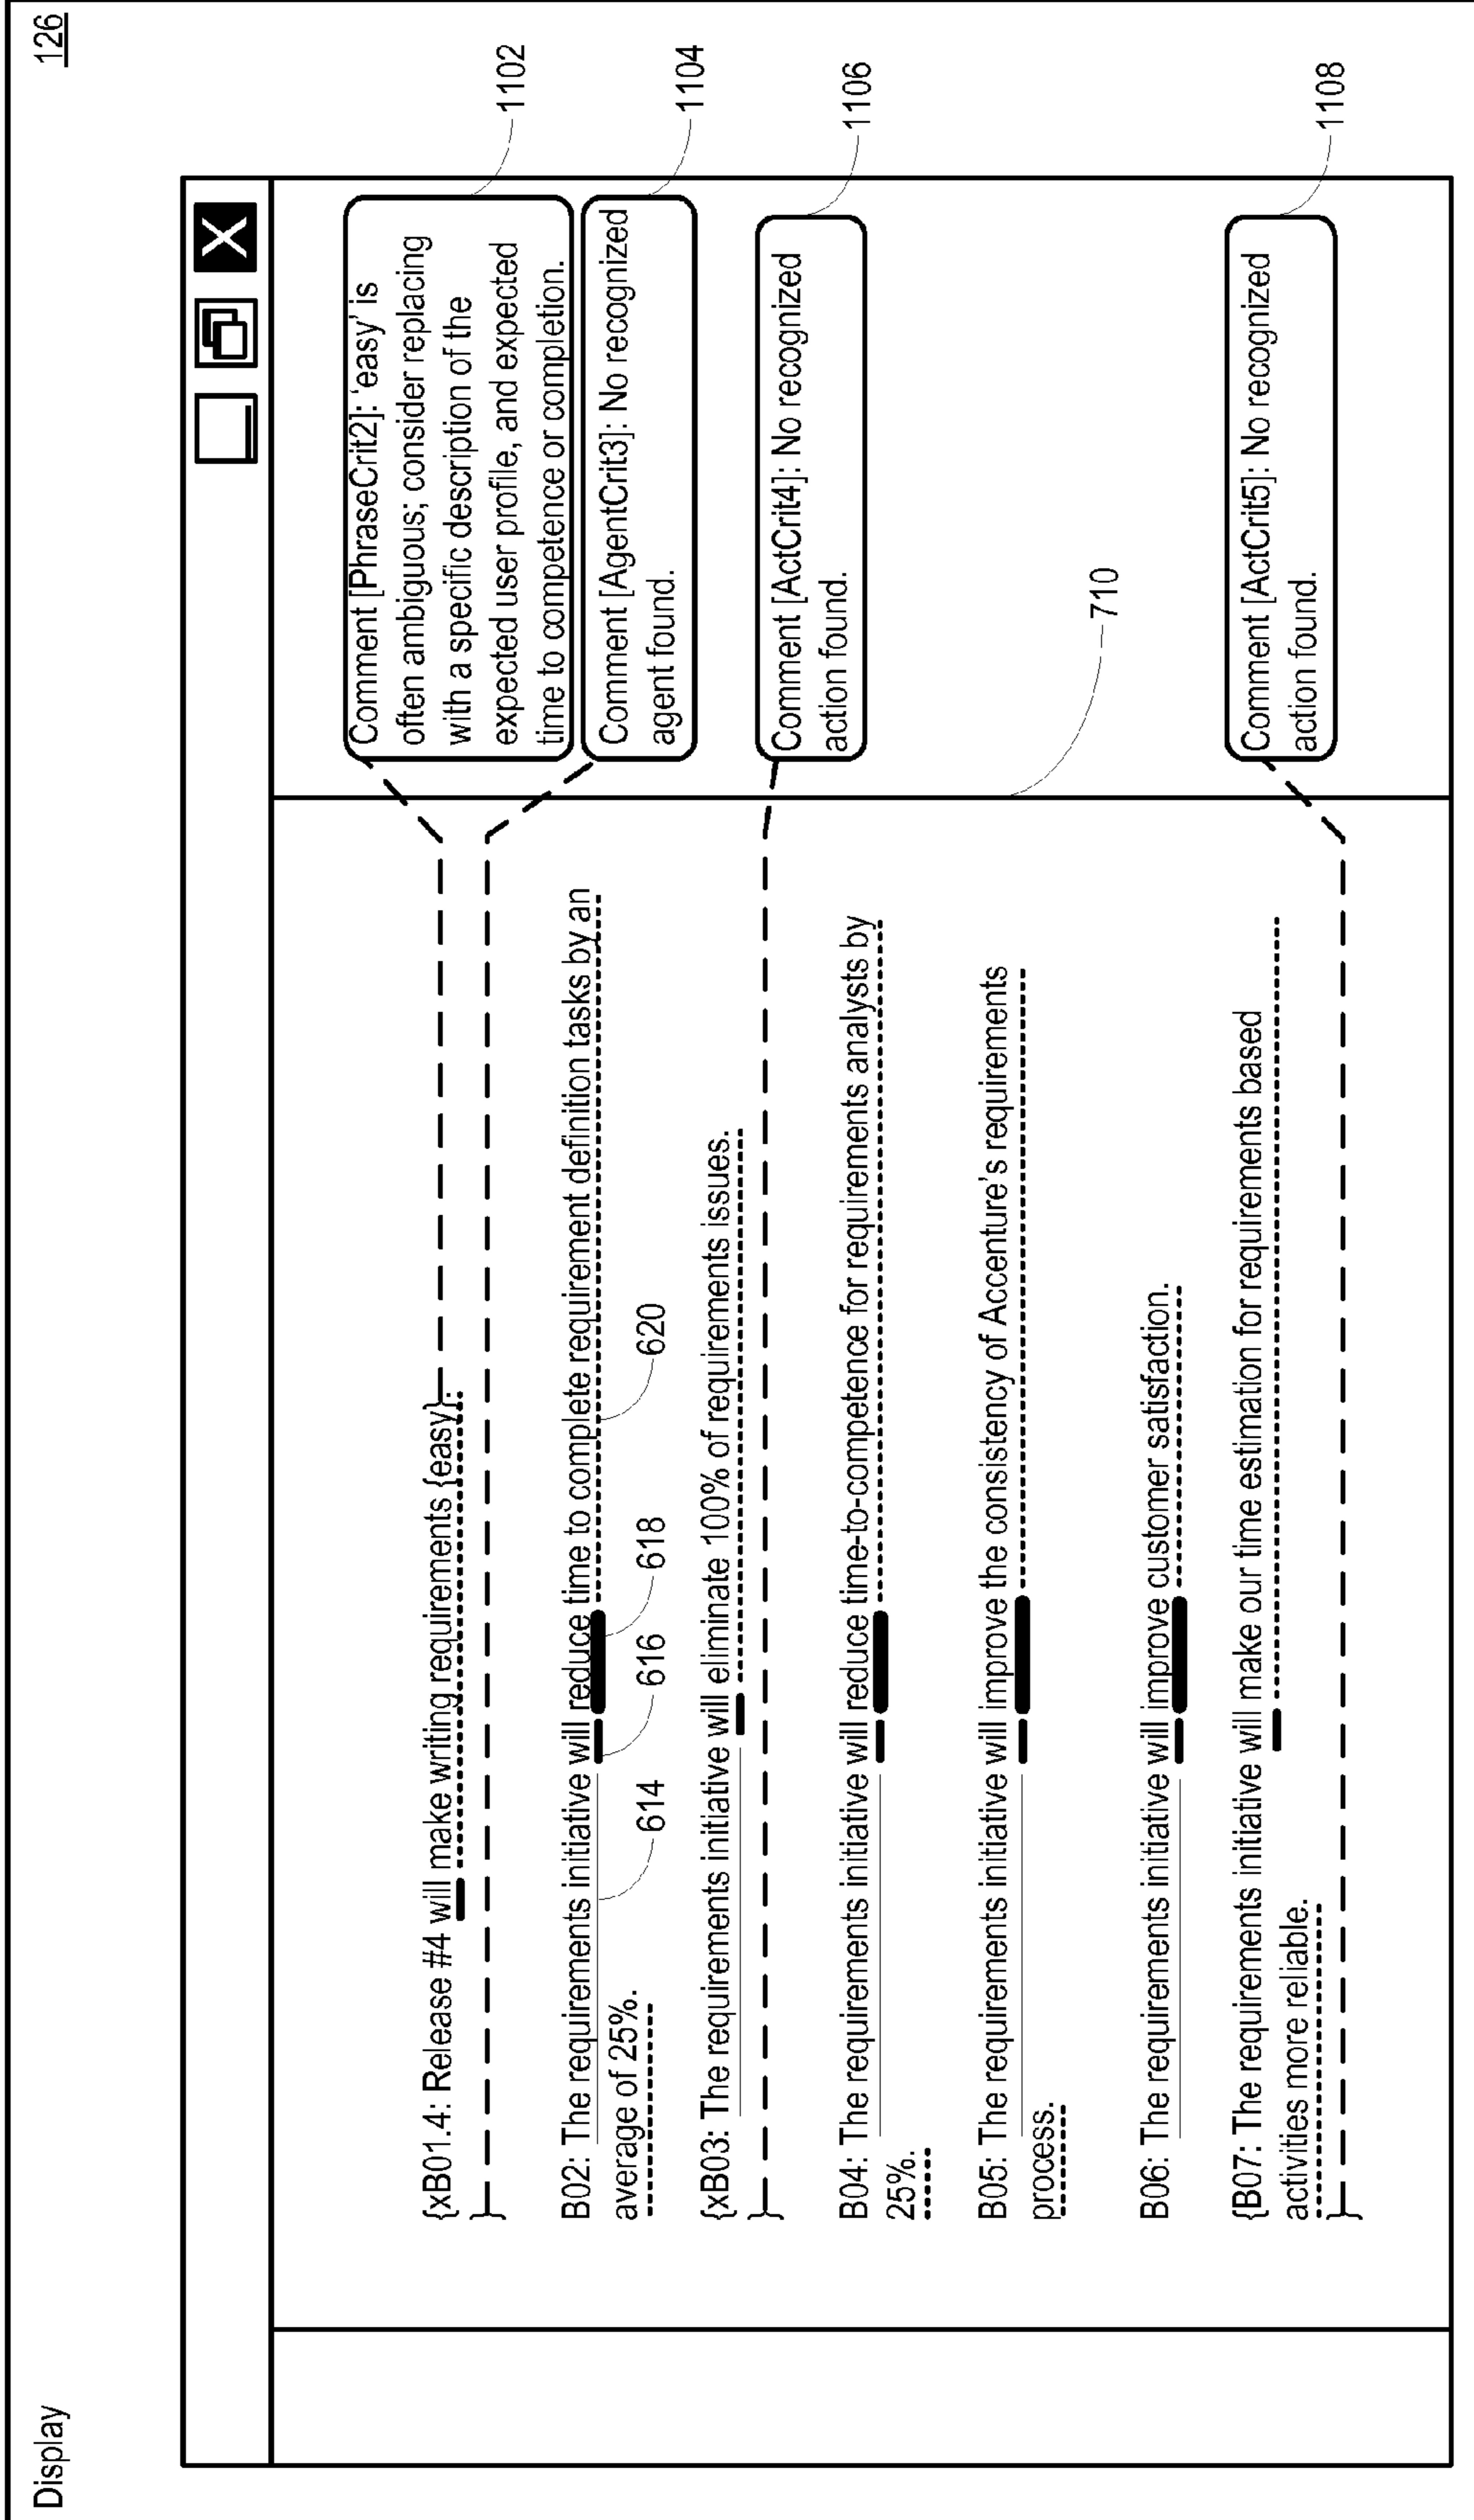 Display
126
X
{xB01.4: Release #4 will make writing requirements {easy}.
}
B02: The requirements initiative will reduce time to complete requirement definition tasks by an
average of 25%.
614
616
618
620
{xB03: The requirements initiative will eliminate 100% of requirements issues.
}
B04: The requirements initiative will reduce time-to-competence for requirements analysts by
25%.
B05: The requirements initiative will improve the consistency of Accenture's requirements
process.
B06: The requirements initiative will improve customer satisfaction.
{B07: The requirements initiative will make our time estimation for requirements based
activities more reliable.
}
Comment [PhraseCrit2]: ‘easy’ is
often ambiguous; consider replacing
with a specific description of the
expected user profile, and expected
time to competence or completion.
1102
Comment [AgentCrit3]: No recognized
agent found.
1104
Comment [ActCrit4]: No recognized
action found.
1106
710
Comment [ActCrit5]: No recognized
action found.
1108